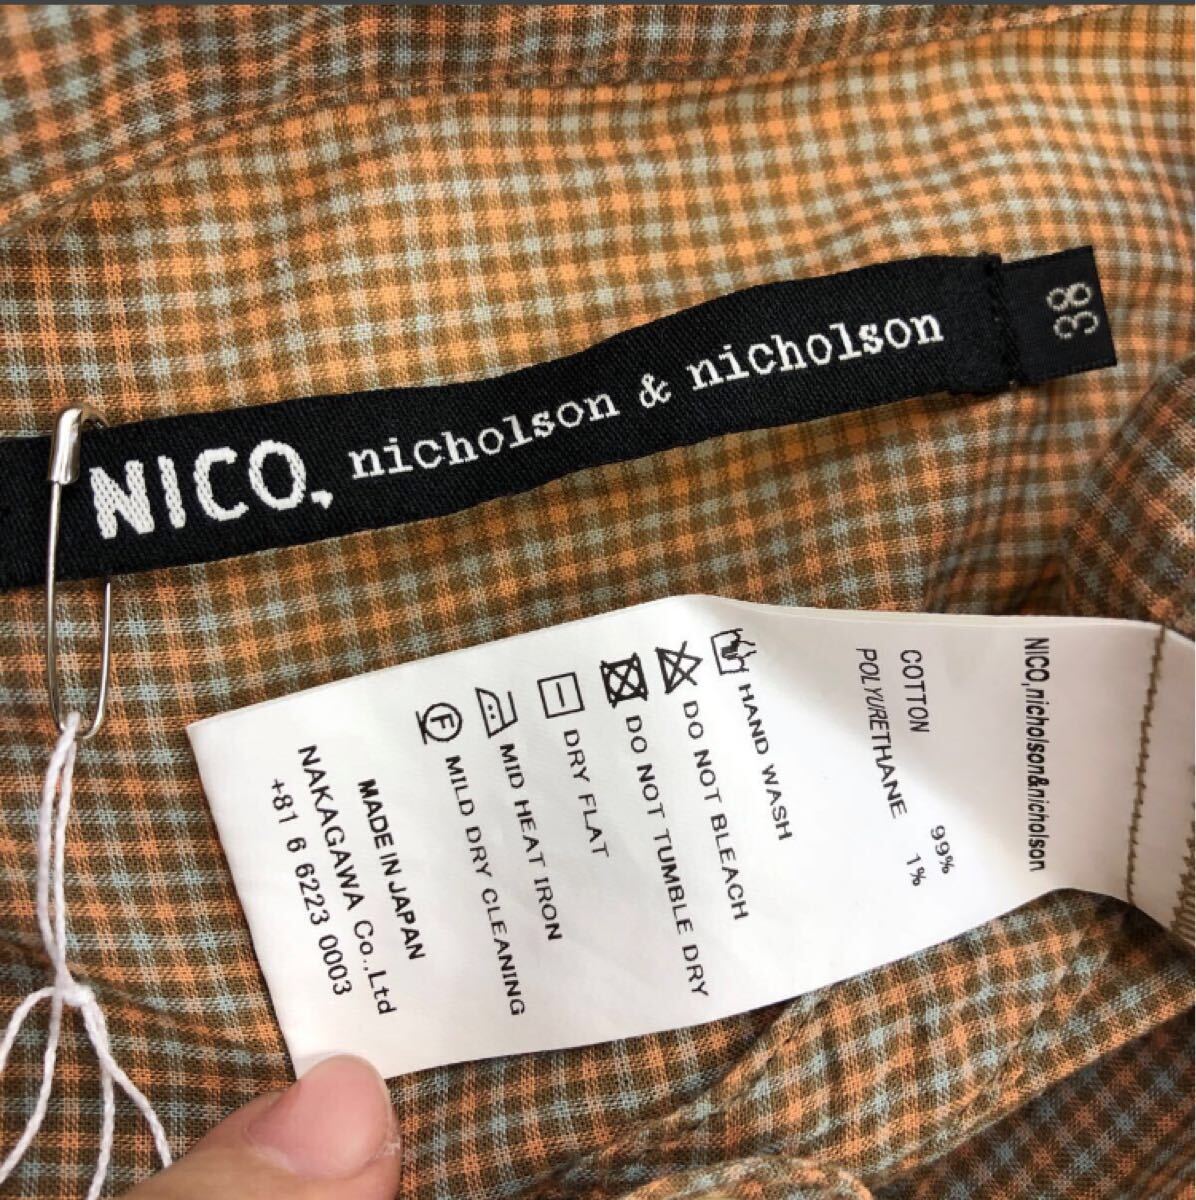 NICO, nicholson & nicholson
38
NICO,nicholson&nicholson
COTTON 99%
POLYURETHANE 1%
HAND WASH
DO NOT BLEACH
DO NOT TUMBLE DRY
DRY FLAT
MID HEAT IRON
F MILD DRY CLEANING
MADE IN JAPAN
NAKAGAWA Co.,Ltd
+81 6 6223 0003